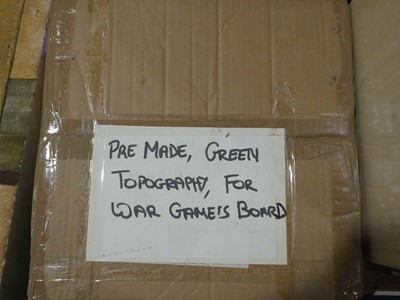 PRE MADE, GREEN
TOPOGRAPHY, FOR
WAR GAME'S BOARD